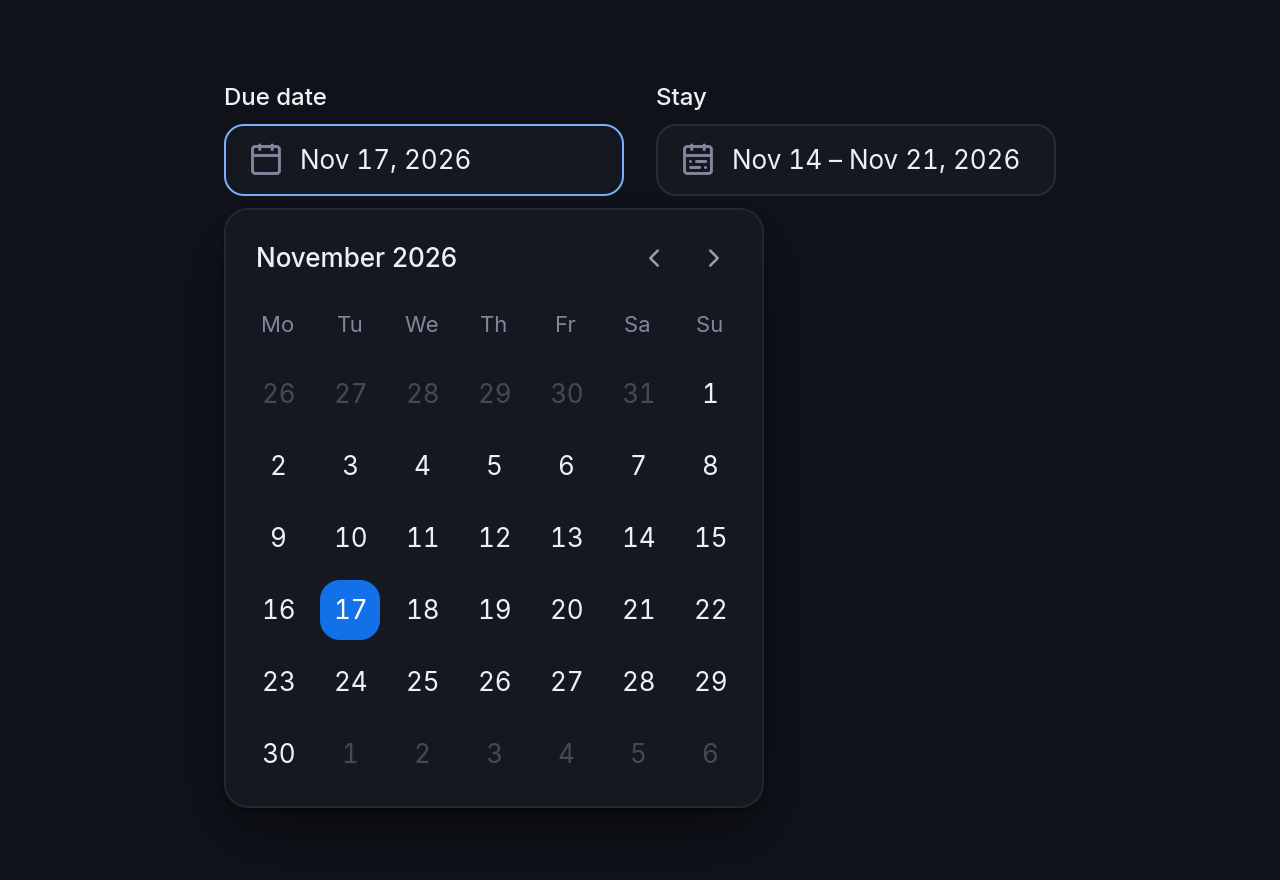 Due date
Stay
Nov 17, 2026
Nov 14 – Nov 21, 2026
November 2026
Mo Tu We Th Fr Sa Su
26 27 28 29 30 31 1
2 3 4 5 6 7 8
9 10 11 12 13 14 15
16 17 18 19 20 21 22
23 24 25 26 27 28 29
30 1 2 3 4 5 6